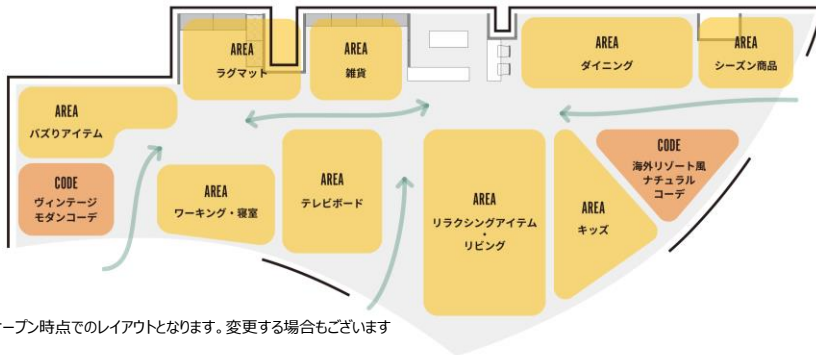 AREA
ラグマット
AREA
雑貨
AREA
ダイニング
AREA
シーズン商品
AREA
バズりアイテム
CODE
ヴィンテージ
モダンコーデ
AREA
ワーキング・寝室
AREA
テレビボード
AREA
リラクシングアイテム
・
リビング
AREA
キッズ
CODE
海外リゾート風
ナチュラル
コーデ
オープン時点でのレイアウトとなります。変更する場合もございます